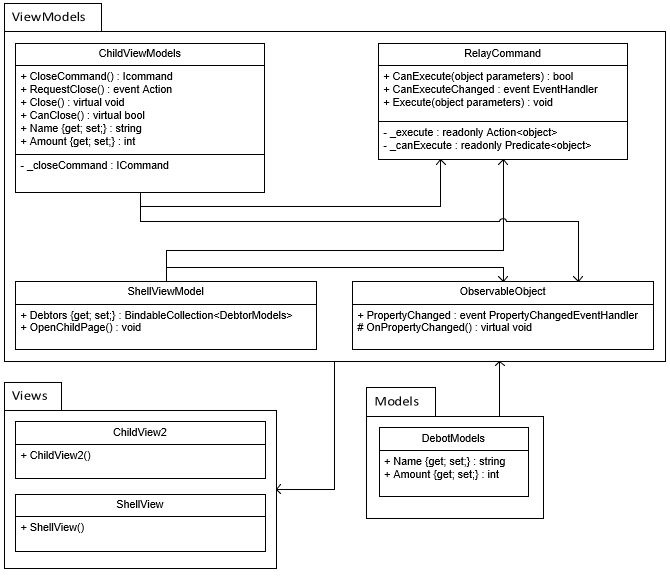 ViewModels
ChildViewModels
+ CloseCommand() : Icommand
+ RequestClose() : event Action
+ Close() : virtual void
+ CanClose() : virtual bool
+ Name {get; set;} : string
+ Amount {get; set;} : int
- _closeCommand : ICommand
RelayCommand
+ CanExecute(object parameters) : bool
+ CanExecuteChanged : event EventHandler
+ Execute(object parameters) : void
- _execute : readonly Action<object>
- _canExecute : readonly Predicate<object>
ShellViewModel
+ Debtors {get; set;} : BindableCollection<DebtorModels>
+ OpenChildPage() : void
ObservableObject
+ PropertyChanged : event PropertyChangedEventHandler
# OnPropertyChanged() : virtual void
Views
ChildView2
+ ChildView2()
ShellView
+ ShellView()
Models
DebotModels
+ Name {get; set;} : string
+ Amount {get; set;} : int